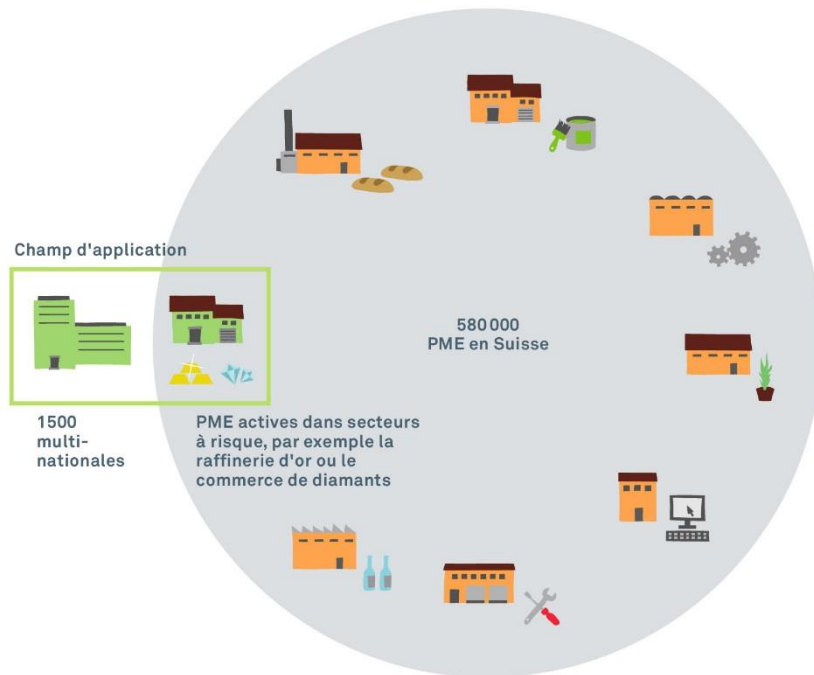 Champ d'application
580 000
PME en Suisse
1500
multi-
nationales
PME actives dans secteurs
à risque, par exemple la
raffinerie d'or ou le
commerce de diamants